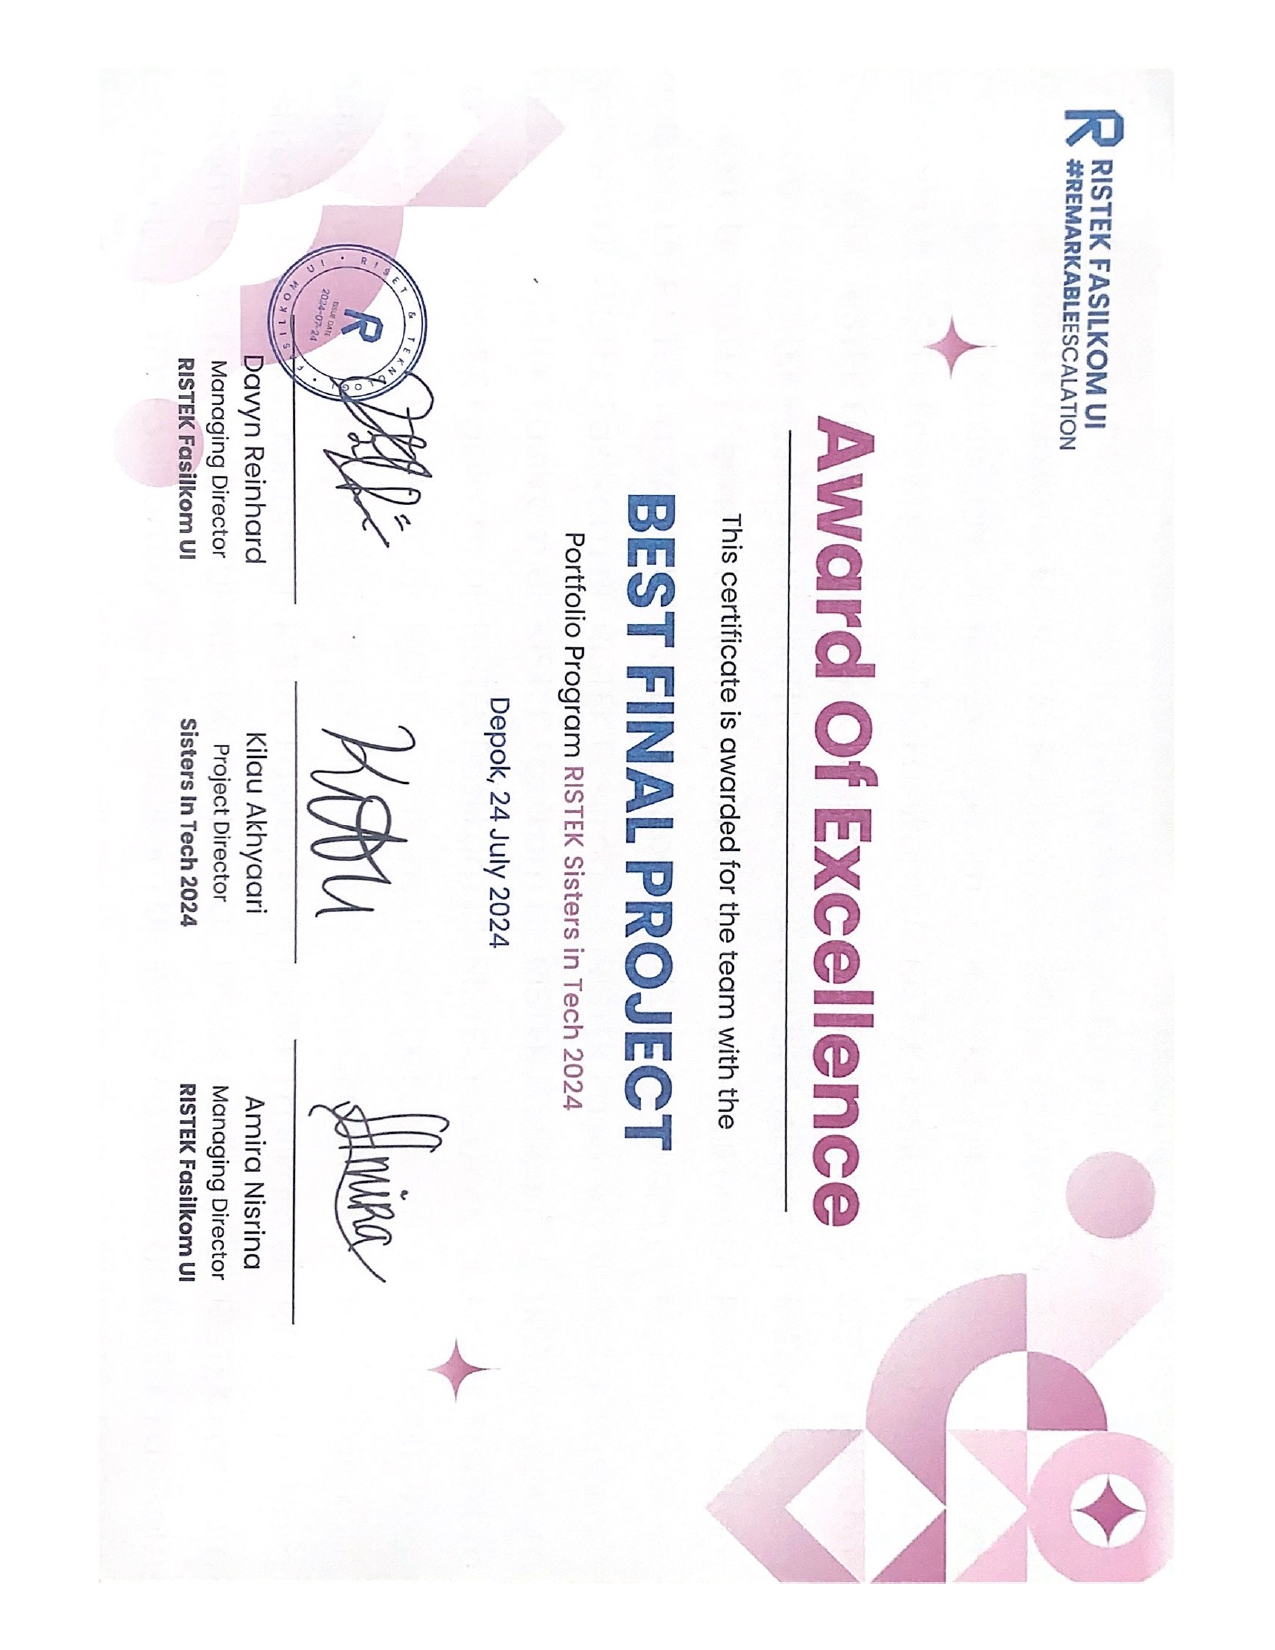 RISTEK FASILKOM UI
#REMARKABLEESCALATION
Award Of Excellence
This certificate is awarded for the team with the
BEST FINAL PROJECT
Portfolio Program RISTEK Sisters in Tech 2024
Depok, 24 July 2024
RISET & TEKNOLOGI • FASILKOM UI •
R
ISSUE DATE
2024-07-24
Amira
Davyn Reinhard
Managing Director
RISTEK Fasilkom UI
Kilau Akhyaari
Project Director
Sisters In Tech 2024
Amira Nisrina
Managing Director
RISTEK Fasilkom UI